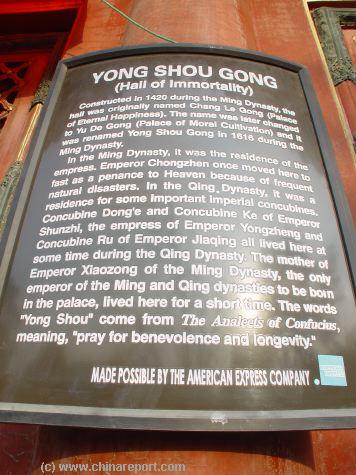 YONG SHOU GONG
(Hall of Immortality)
Constructed in 1420 during the Ming Dynasty, the
hall was originally named Chang Le Gong (Palace
of Eternal Happiness). The name was later changed
to Yu De Gong (Palace of Moral Cultivation) and it
was renamed Yong Shou Gong in 1616 during the
Ming Dynasty.
In the Ming Dynasty, it was the residence of the
empress. Emperor Chongzhen once moved here to
fast as a penance to Heaven because of frequent
natural disasters. In the Qing Dynasty, it was a
residence for some important imperial concubines.
Concubine Dong'e and Concubine Ke of Emperor
Shunzhi, the empress of Emperor Yongzheng and
Concubine Ru of Emperor Jiaqing all lived here at
some time during the Qing Dynasty. The mother of
Emperor Xiaozong of the Ming Dynasty, the only
emperor of the Ming and Qing dynasties to be born
in the palace, lived here for a short time. The words
"Yong Shou" come from The Analects of Confucius,
meaning, "pray for benevolence and longevity."
MADE POSSIBLE BY THE AMERICAN EXPRESS COMPANY
(c) www.chinareport.com